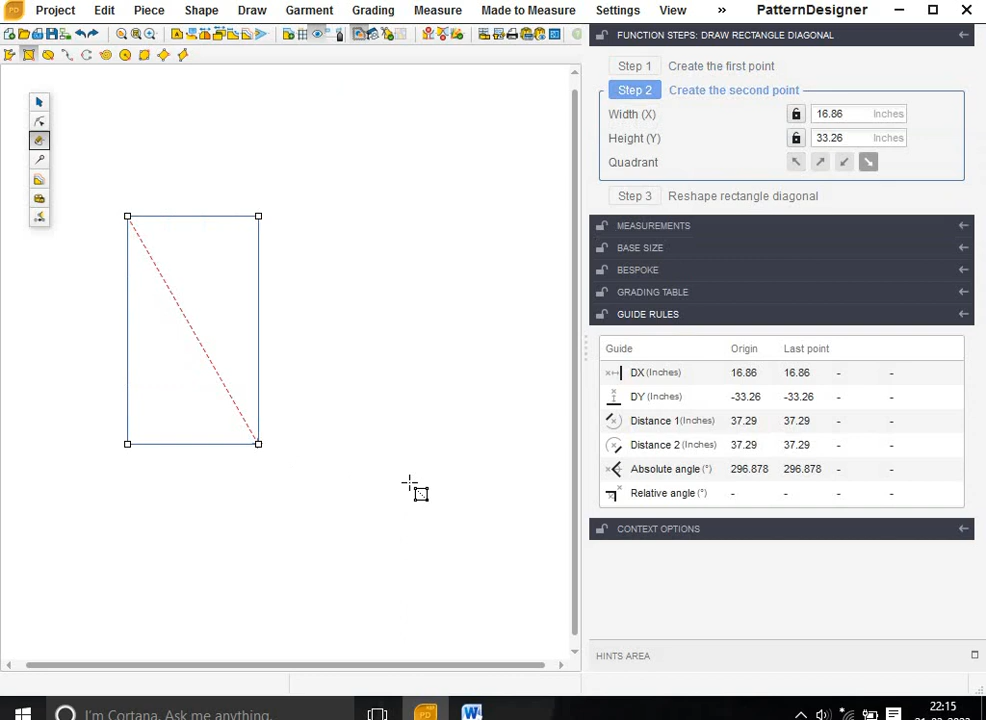 PD Project Edit Piece Shape Draw Garment Grading Measure Made to Measure Settings View » PatternDesigner
FUNCTION STEPS: DRAW RECTANGLE DIAGONAL
Step 1 Create the first point
Step 2 Create the second point
Width (X) 16.86 Inches
Height (Y) 33.26 Inches
Quadrant
Step 3 Reshape rectangle diagonal
MEASUREMENTS
BASE SIZE
BESPOKE
GRADING TABLE
GUIDE RULES
Guide Origin Last point
DX (Inches) 16.86 16.86 - -
DY (Inches) -33.26 -33.26 - -
Distance 1(Inches) 37.29 37.29 - -
Distance 2 (Inches) 37.29 37.29 - -
Absolute angle (°) 296.878 296.878 - -
Relative angle (°) - - - -
CONTEXT OPTIONS
HINTS AREA
I'm Cortana. Ask me anything. PD W 22:15